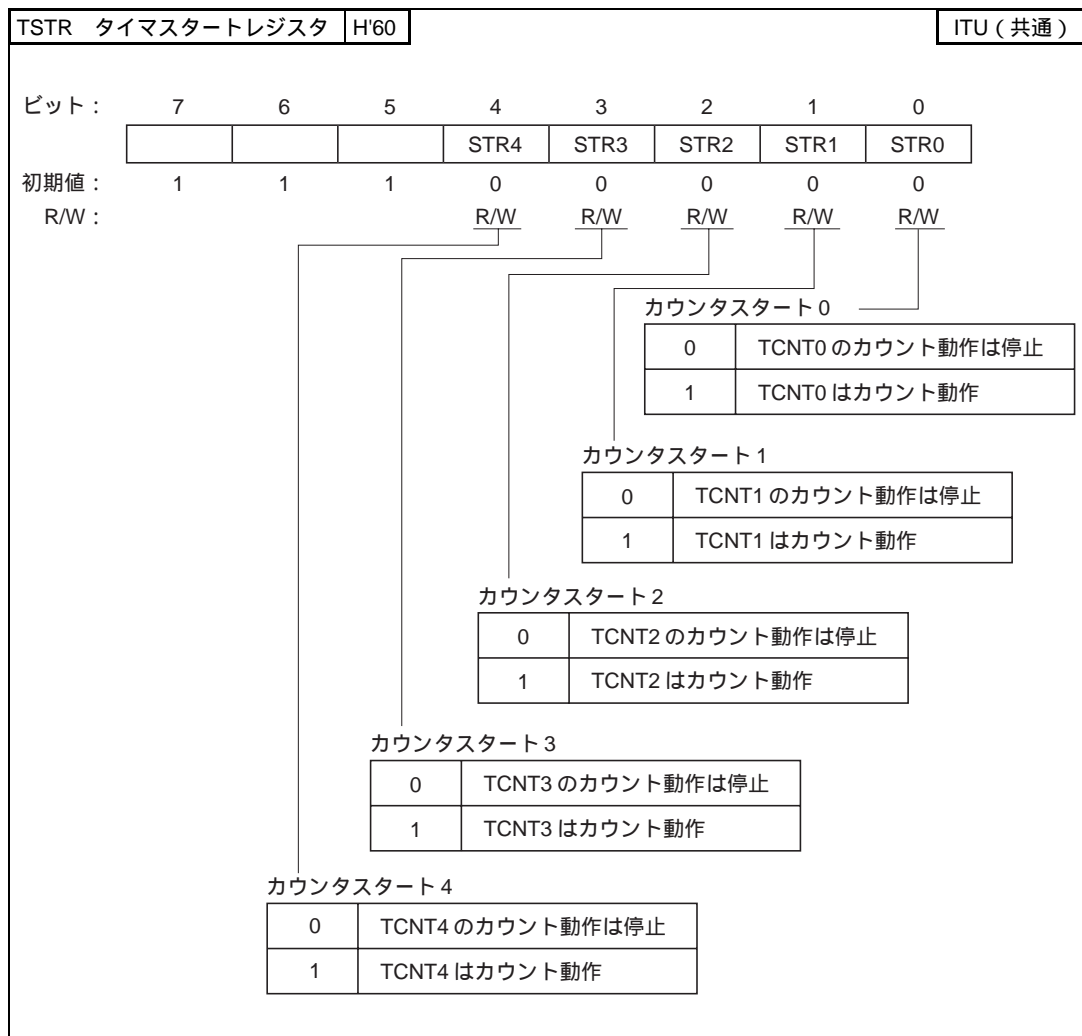 TSTR タイマスタートレジスタ H'60 ITU(共通)
ビット: 7 6 5 4 3 2 1 0
STR4 STR3 STR2 STR1 STR0
初期値: 1 1 1 0 0 0 0 0
R/W: R/W R/W R/W R/W R/W
カウンタスタート0
0 TCNT0のカウント動作は停止
1 TCNT0はカウント動作
カウンタスタート1
0 TCNT1のカウント動作は停止
1 TCNT1はカウント動作
カウンタスタート2
0 TCNT2のカウント動作は停止
1 TCNT2はカウント動作
カウンタスタート3
0 TCNT3のカウント動作は停止
1 TCNT3はカウント動作
カウンタスタート4
0 TCNT4のカウント動作は停止
1 TCNT4はカウント動作